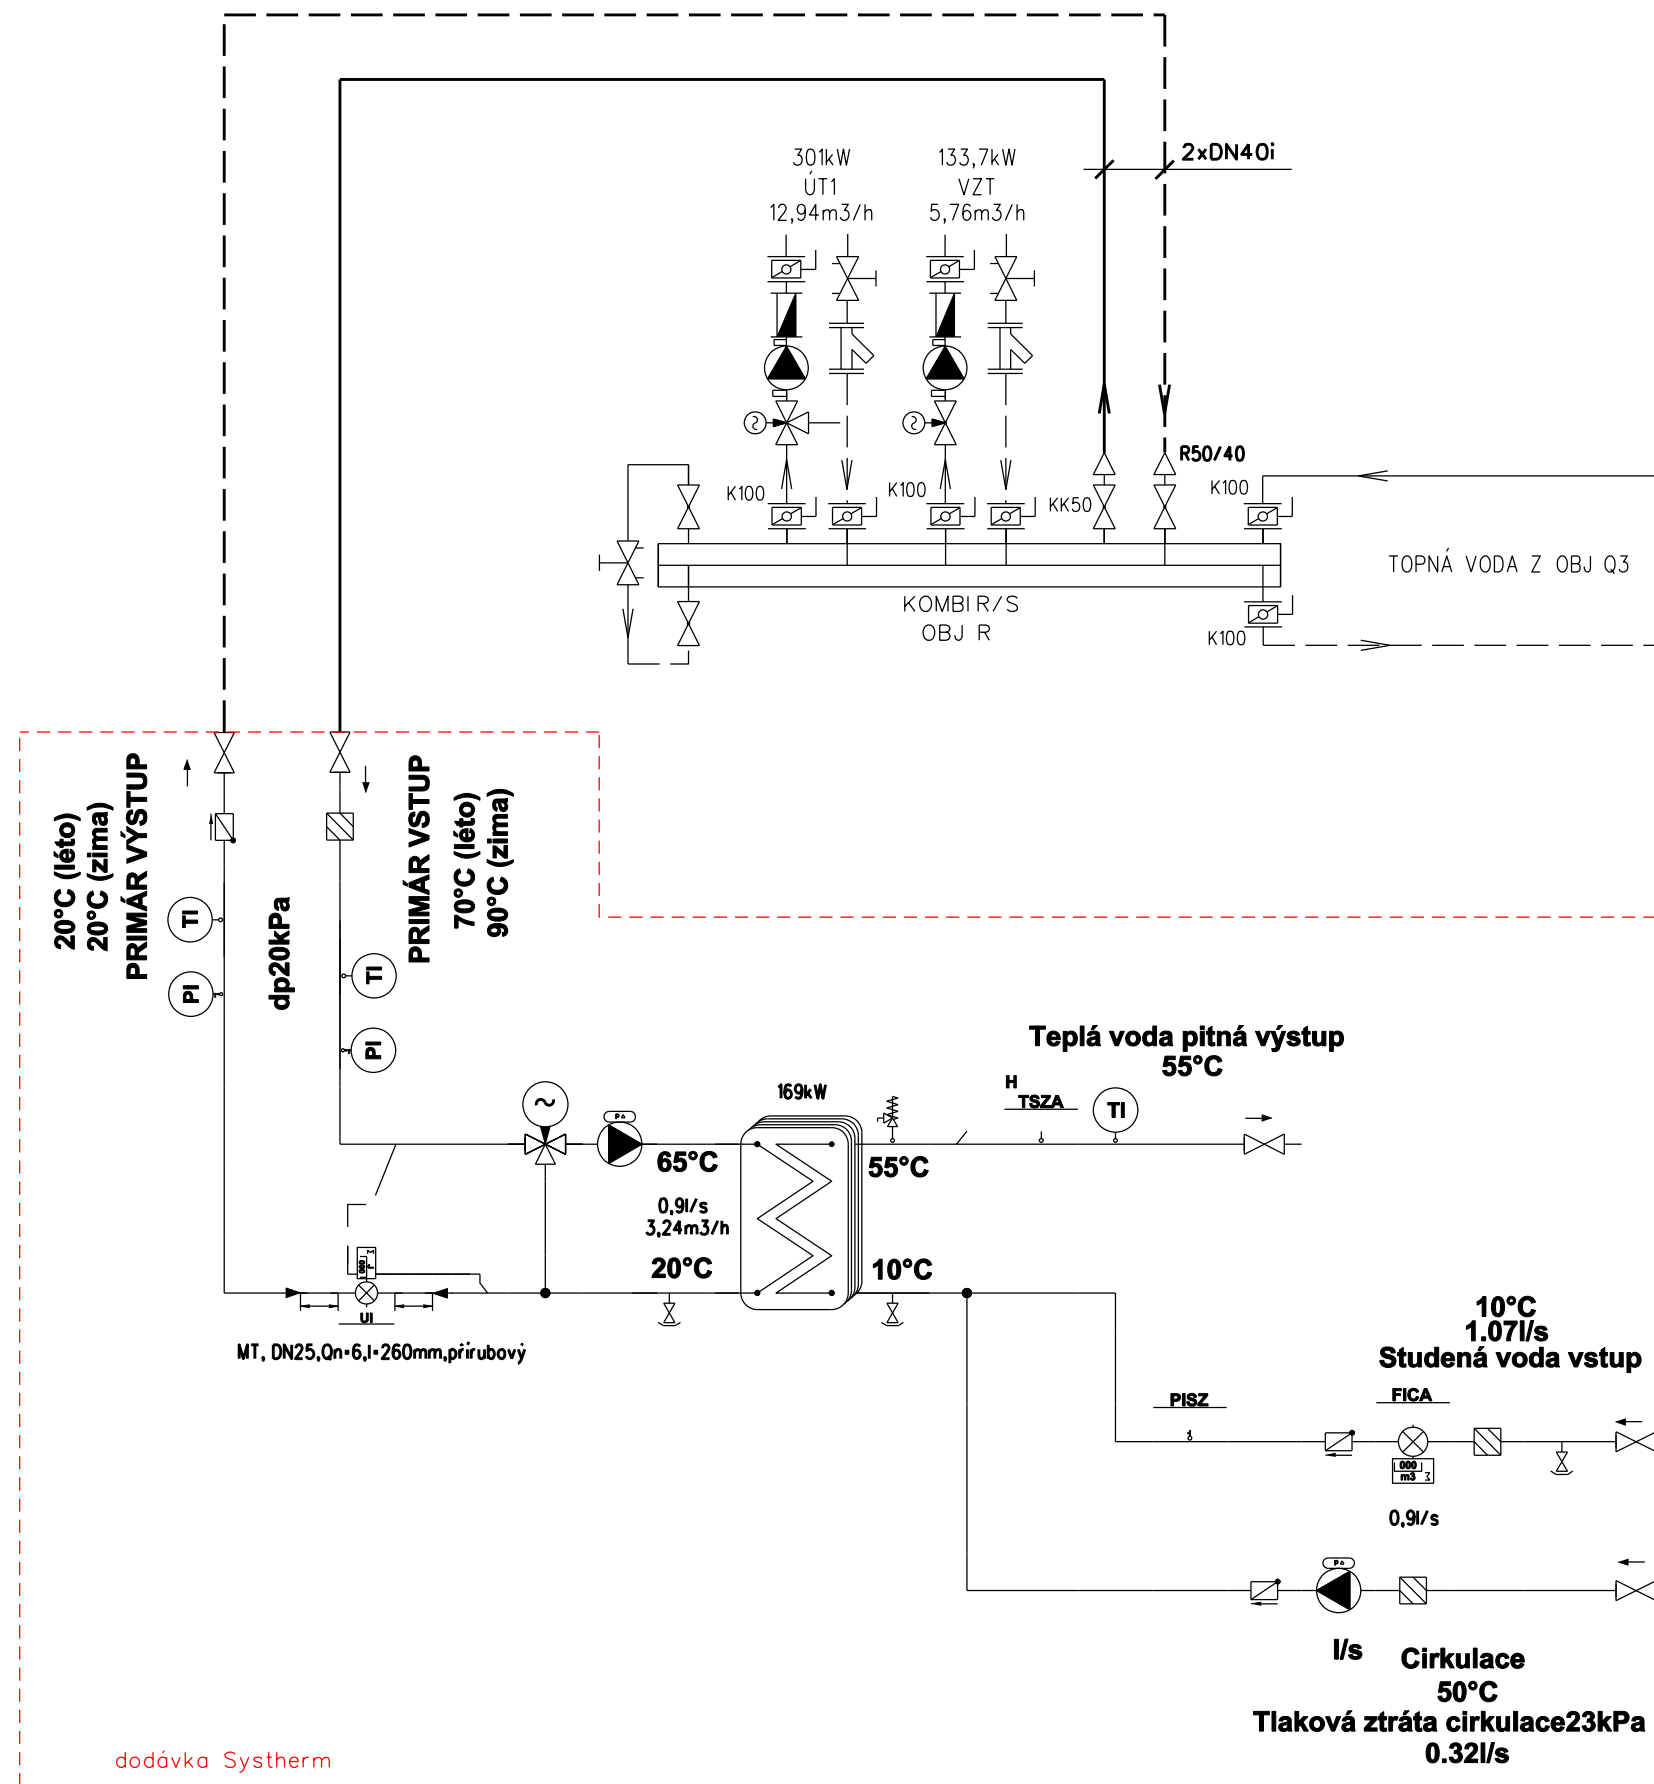 2xDN40i
301kW
ÚT1
12,94m3/h
133,7kW
VZT
5,76m3/h
R50/40
K100
K100
KK50
K100
TOPNÁ VODA Z OBJ Q3
KOMBI R/S
OBJ R
K100
20°C (léto)
20°C (zima)
PRIMÁR VÝSTUP
PRIMÁR VSTUP
70°C (léto)
90°C (zima)
dp20kPa
TI
PI
TI
PI
Teplá voda pitná výstup
55°C
H
TSZA
TI
169kW
65°C
55°C
0,9l/s
3,24m3/h
20°C
10°C
000
UI
MT, DN25,Qn=6,l=260mm,přírubový
10°C
1.07l/s
Studená voda vstup
PISZ
FICA
000
m3 Σ
0,9l/s
l/s
Cirkulace
50°C
Tlaková ztráta cirkulace23kPa
0.32l/s
dodávka Systherm